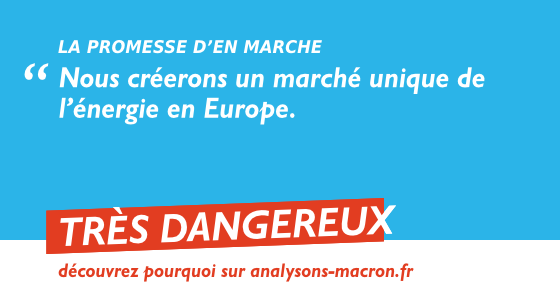 LA PROMESSE D’EN MARCHE
“ Nous créerons un marché unique de
l’énergie en Europe.
TRÈS DANGEREUX
découvrez pourquoi sur analysons-macron.fr